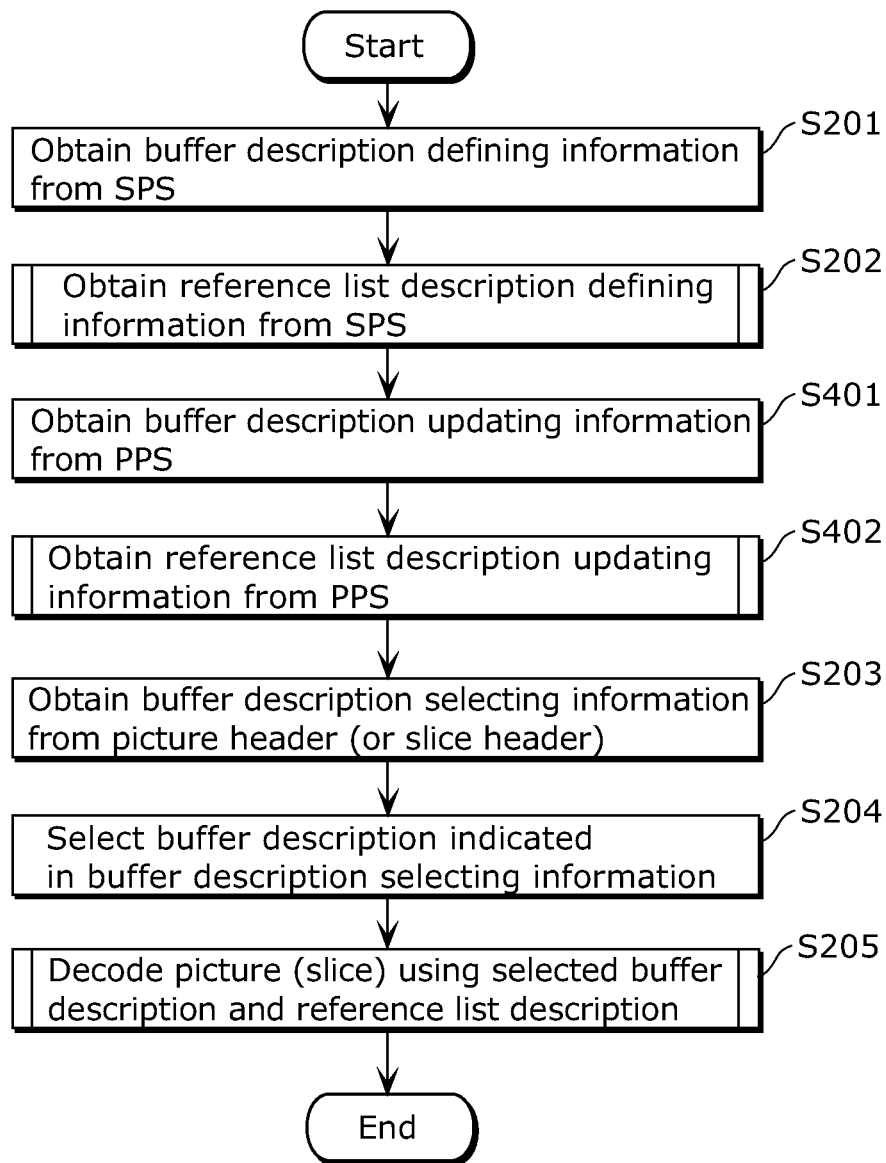 Start
S201
Obtain buffer description defining information
from SPS
S202
Obtain reference list description defining
information from SPS
S401
Obtain buffer description updating information
from PPS
S402
Obtain reference list description updating
information from PPS
S203
Obtain buffer description selecting information
from picture header (or slice header)
S204
Select buffer description indicated
in buffer description selecting information
S205
Decode picture (slice) using selected buffer
description and reference list description
End